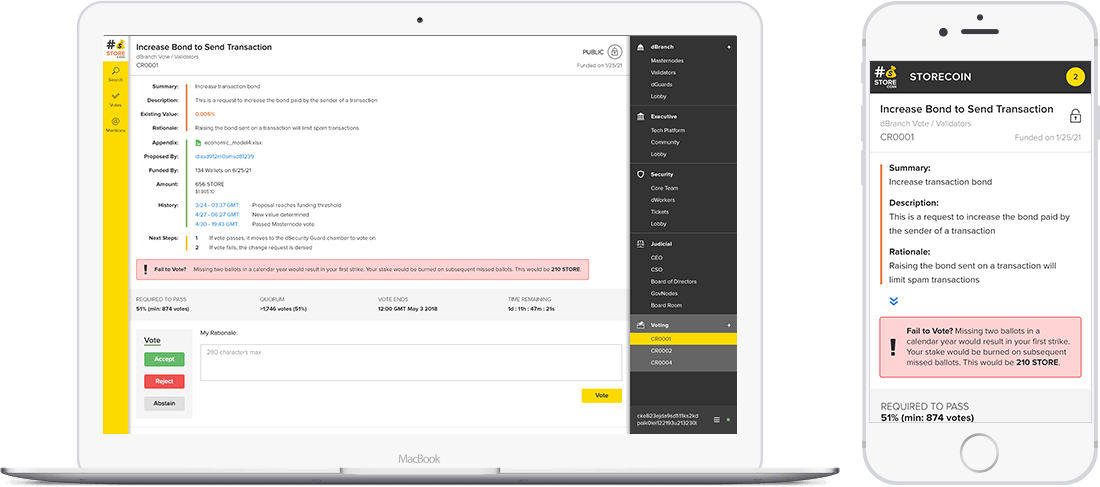 #
STORE
COIN
Search
Votes
Mentions
Increase Bond to Send Transaction
dBranch Vote / Validators
CR0001
PUBLIC
Funded on 1/25/21
Summary: Increase transaction bond
Description: This is a request to increase the bond paid by the sender of a transaction
Existing Value: 0.005%
Rationale: Raising the bond sent on a transaction will limit spam transactions
Appendix: economic_model4.xlsx
Proposed By:
Funded By: 134 Wallets on 6/25/21
Amount: 656 STORE
History: 3/24 - 03:37 GMT: Proposal reaches funding threshold
4/27 - 06:27 GMT: New value determined
4/30 - 19:43 GMT: Passed Masternode vote
Next Steps: 1 If vote passes, it moves to the dSecurity Guard chamber to vote on
2 If vote fails, the change request is denied
! Fail to Vote? Missing two ballots in a calendar year would result in your first strike. Your stake would be burned on subsequent missed ballots. This would be 210 STORE.
REQUIRED TO PASS
51% (min: 874 votes)
QUORUM
>1,746 votes (51%)
VOTE ENDS
12:00 GMT May 3 2018
TIME REMAINING
1d : 11h : 47m : 21s
Vote
Accept
Reject
Abstain
My Rationale:
280 characters max
Vote
dBranch +
Masternodes
Validators
dGuards
Lobby
Executive
Tech Platform
Community
Lobby
Security
Core Team
dWorkers
Tickets
Lobby
Judicial
CEO
CSO
Board of Directors
GovNodes
Board Room
Voting +
CR0001
CR0002
CR0004
MacBook
#
STORE
COIN
STORECOIN
2
Increase Bond to Send Transaction
dBranch Vote / Validators
CR0001
Funded on 1/25/21
Summary:
Increase transaction bond
Description:
This is a request to increase the bond paid by
the sender of a transaction
Rationale:
Raising the bond sent on a transaction will
limit spam transactions
! Fail to Vote? Missing two ballots in a
calendar year would result in your first strike.
Your stake would be burned on subsequent
missed ballots. This would be 210 STORE.
REQUIRED TO PASS
51% (min: 874 votes)